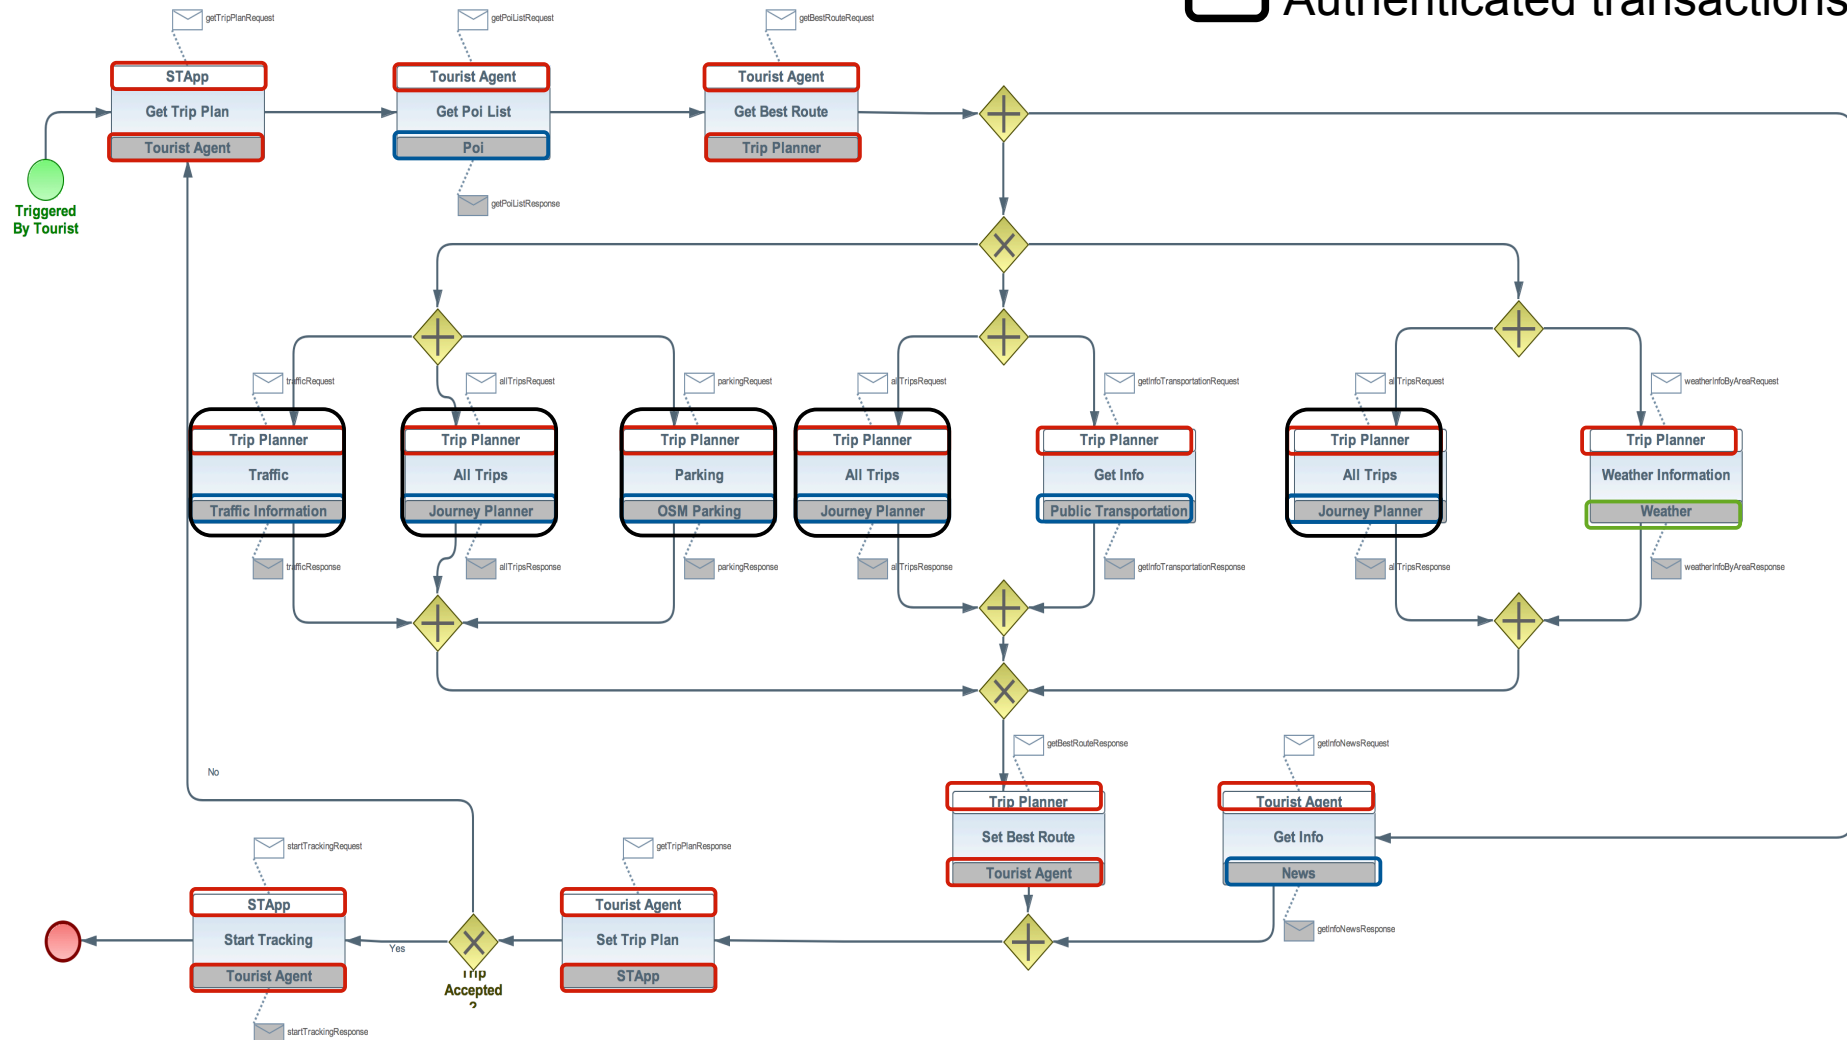 Authenticated transactions
getTripPlanRequest
getPoiListRequest
getBestRouteRequest
STApp
Get Trip Plan
Tourist Agent
Tourist Agent
Get Poi List
Poi
Tourist Agent
Get Best Route
Trip Planner
getPoiListResponse
Triggered
By Tourist
trafficRequest
allTripsRequest
parkingRequest
allTripsRequest
getInfoTransportationRequest
allTripsRequest
weatherInfoByAreaRequest
Trip Planner
Traffic
Traffic Information
Trip Planner
All Trips
Journey Planner
Trip Planner
Parking
OSM Parking
Trip Planner
All Trips
Journey Planner
Trip Planner
Get Info
Public Transportation
Trip Planner
All Trips
Journey Planner
Trip Planner
Weather Information
Weather
trafficResponse
allTripsResponse
parkingResponse
allTripsResponse
getInfoTransportationResponse
allTripsResponse
weatherInfoByAreaResponse
getBestRouteResponse
getInfoNewsRequest
No
Trip Planner
Set Best Route
Tourist Agent
Tourist Agent
Get Info
News
getInfoNewsResponse
startTrackingRequest
getTripPlanResponse
STApp
Start Tracking
Tourist Agent
Yes
Trip
Accepted
?
Tourist Agent
Set Trip Plan
STApp
startTrackingResponse